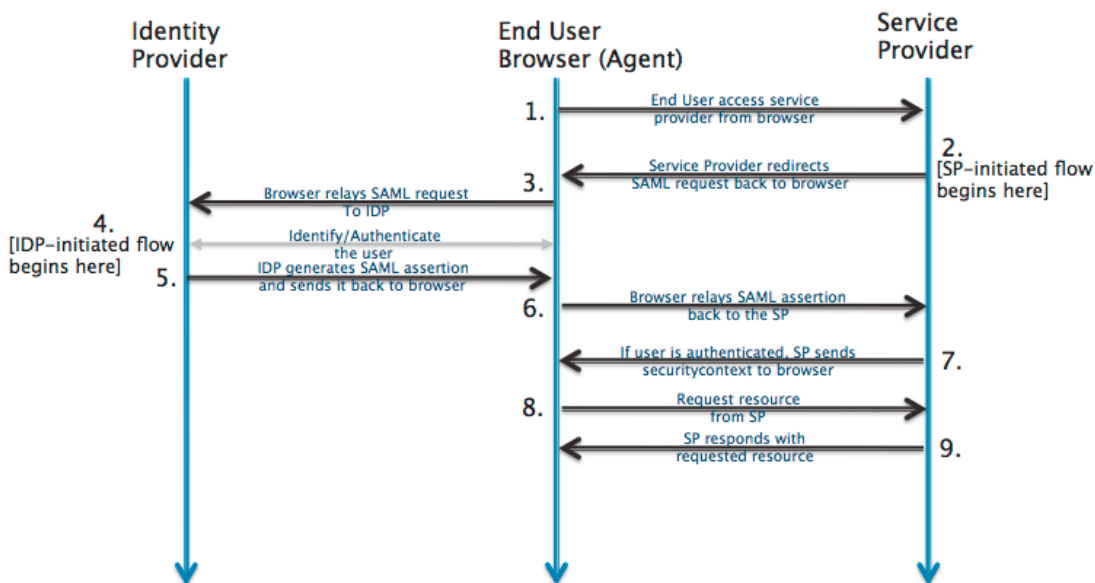 Identity
Provider
End User
Browser (Agent)
Service
Provider
1.
End User access service
provider from browser
2.
[SP-initiated flow
begins here]
Service Provider redirects
SAML request back to browser
3.
Browser relays SAML request
To IDP
4.
[IDP-initiated flow
begins here]
Identify/Authenticate
the user
5.
IDP generates SAML assertion
and sends it back to browser
6.
Browser relays SAML assertion
back to the SP
If user is authenticated, SP sends
securitycontext to browser
7.
8.
Request resource
from SP
SP responds with
requested resource
9.